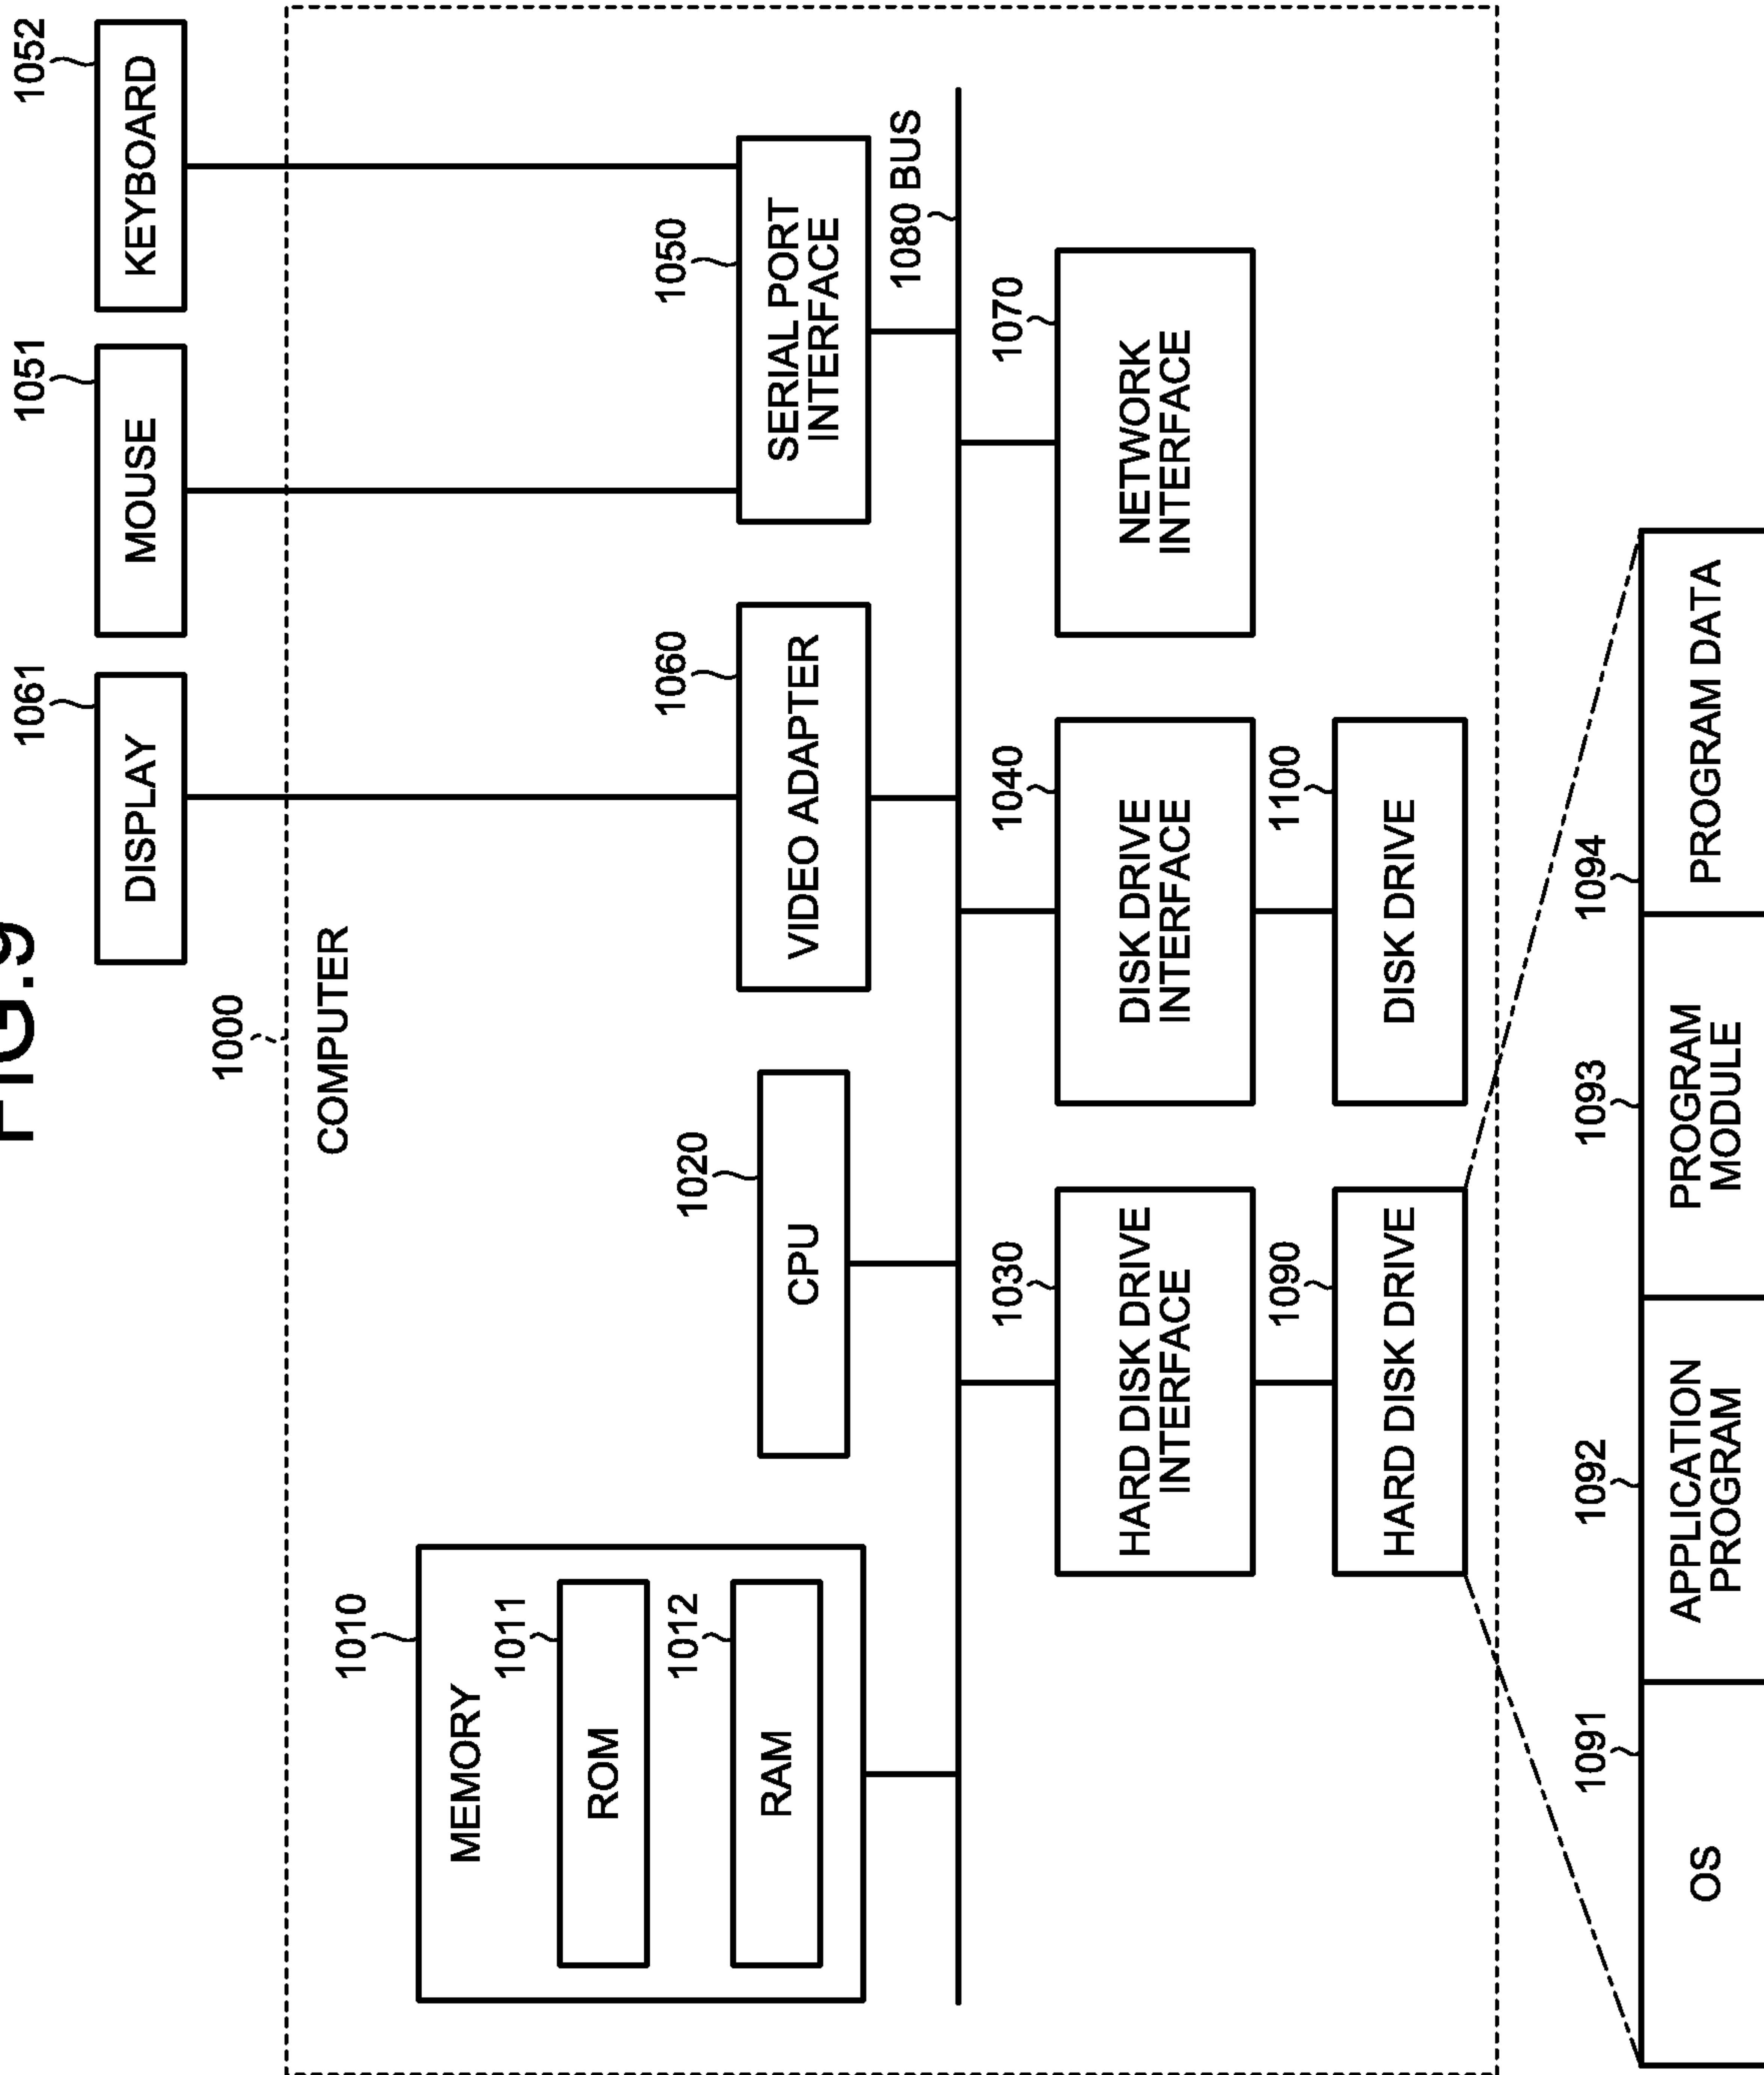 FIG.9
1000
COMPUTER
1061
DISPLAY
1051
MOUSE
1052
KEYBOARD
1010
MEMORY
1011
ROM
1012
RAM
1020
CPU
1060
VIDEO ADAPTER
1050
SERIAL PORT
INTERFACE
1080 BUS
1030
HARD DISK DRIVE
INTERFACE
1040
DISK DRIVE
INTERFACE
1070
NETWORK
INTERFACE
1090
HARD DISK DRIVE
1100
DISK DRIVE
1091
OS
1092
APPLICATION
PROGRAM
1093
PROGRAM
MODULE
1094
PROGRAM DATA